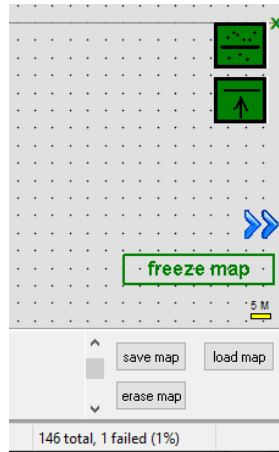 x
freeze map
5 M
save map
load map
erase map
146 total, 1 failed (1%)